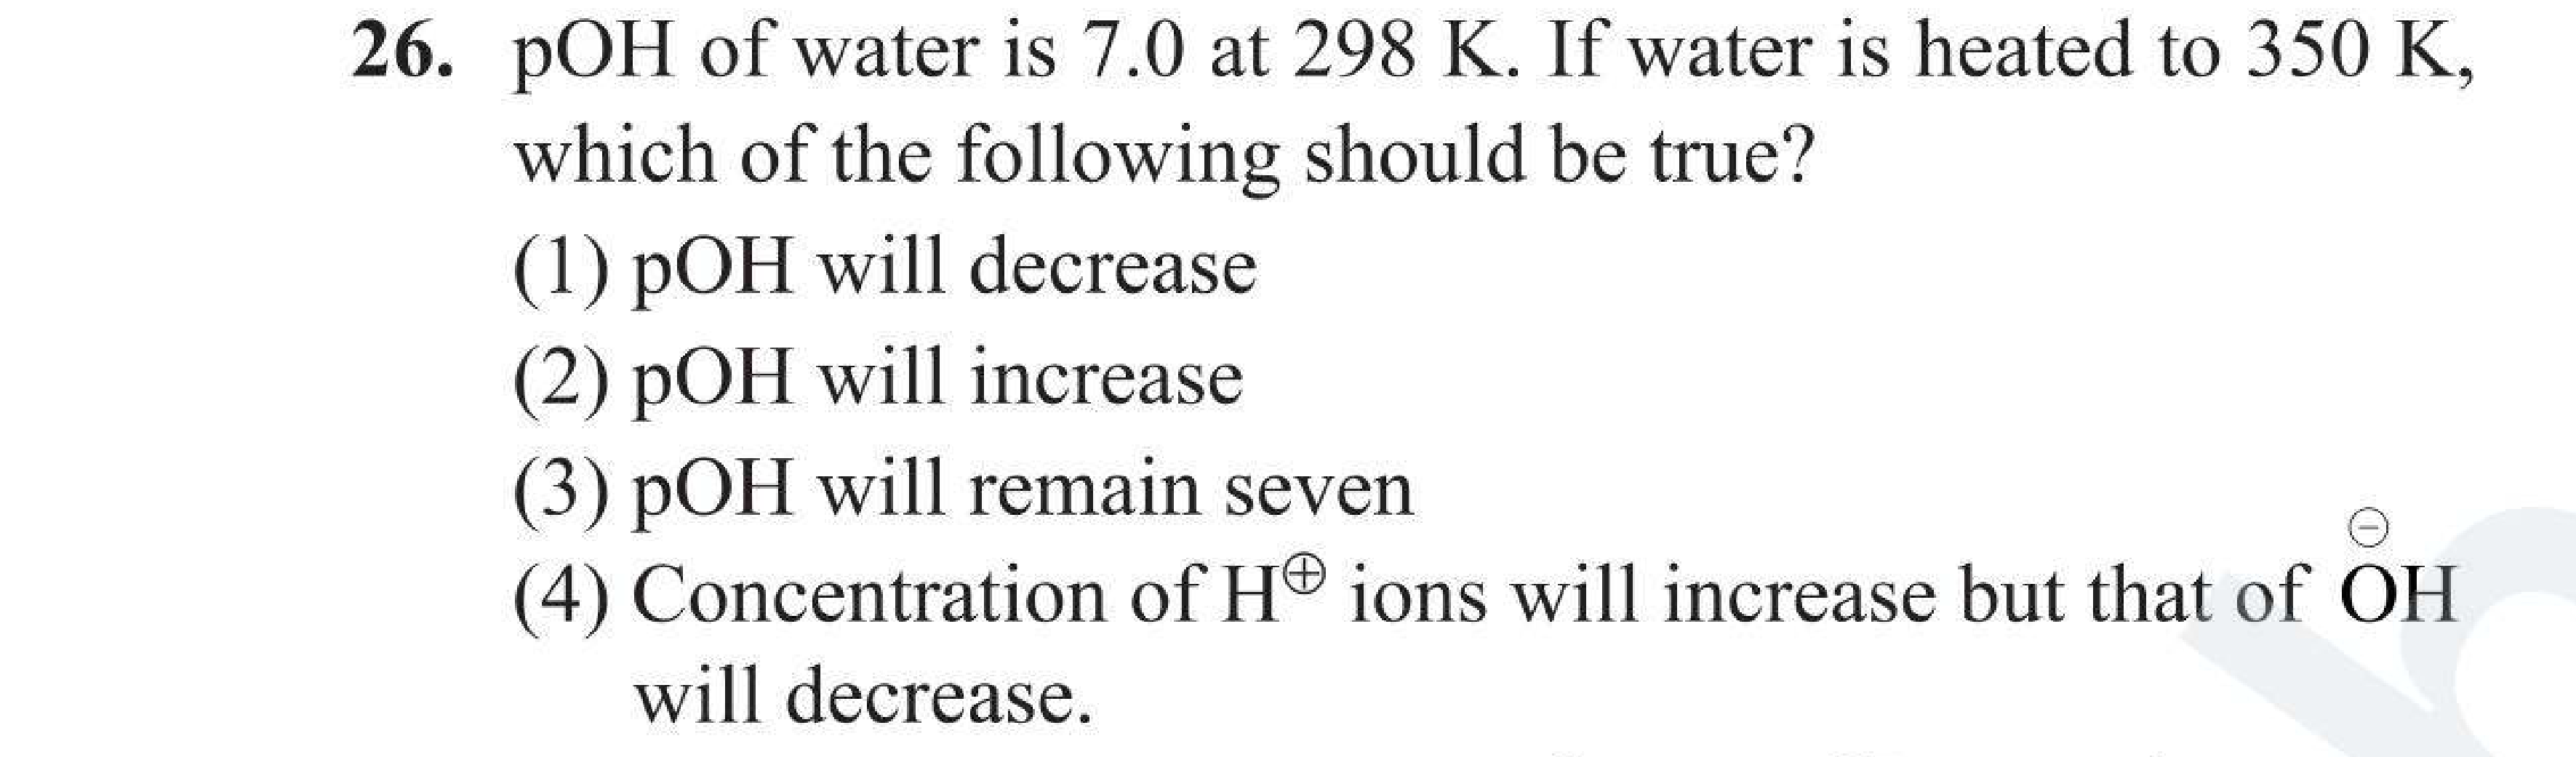 26. pOH of water is 7.0 at 298 K. If water is heated to 350 K,
which of the following should be true?
(1) pOH will decrease
(2) pOH will increase
(3) pOH will remain seven
(4) Concentration of H⊕ ions will increase but that of ⊖OH
will decrease.